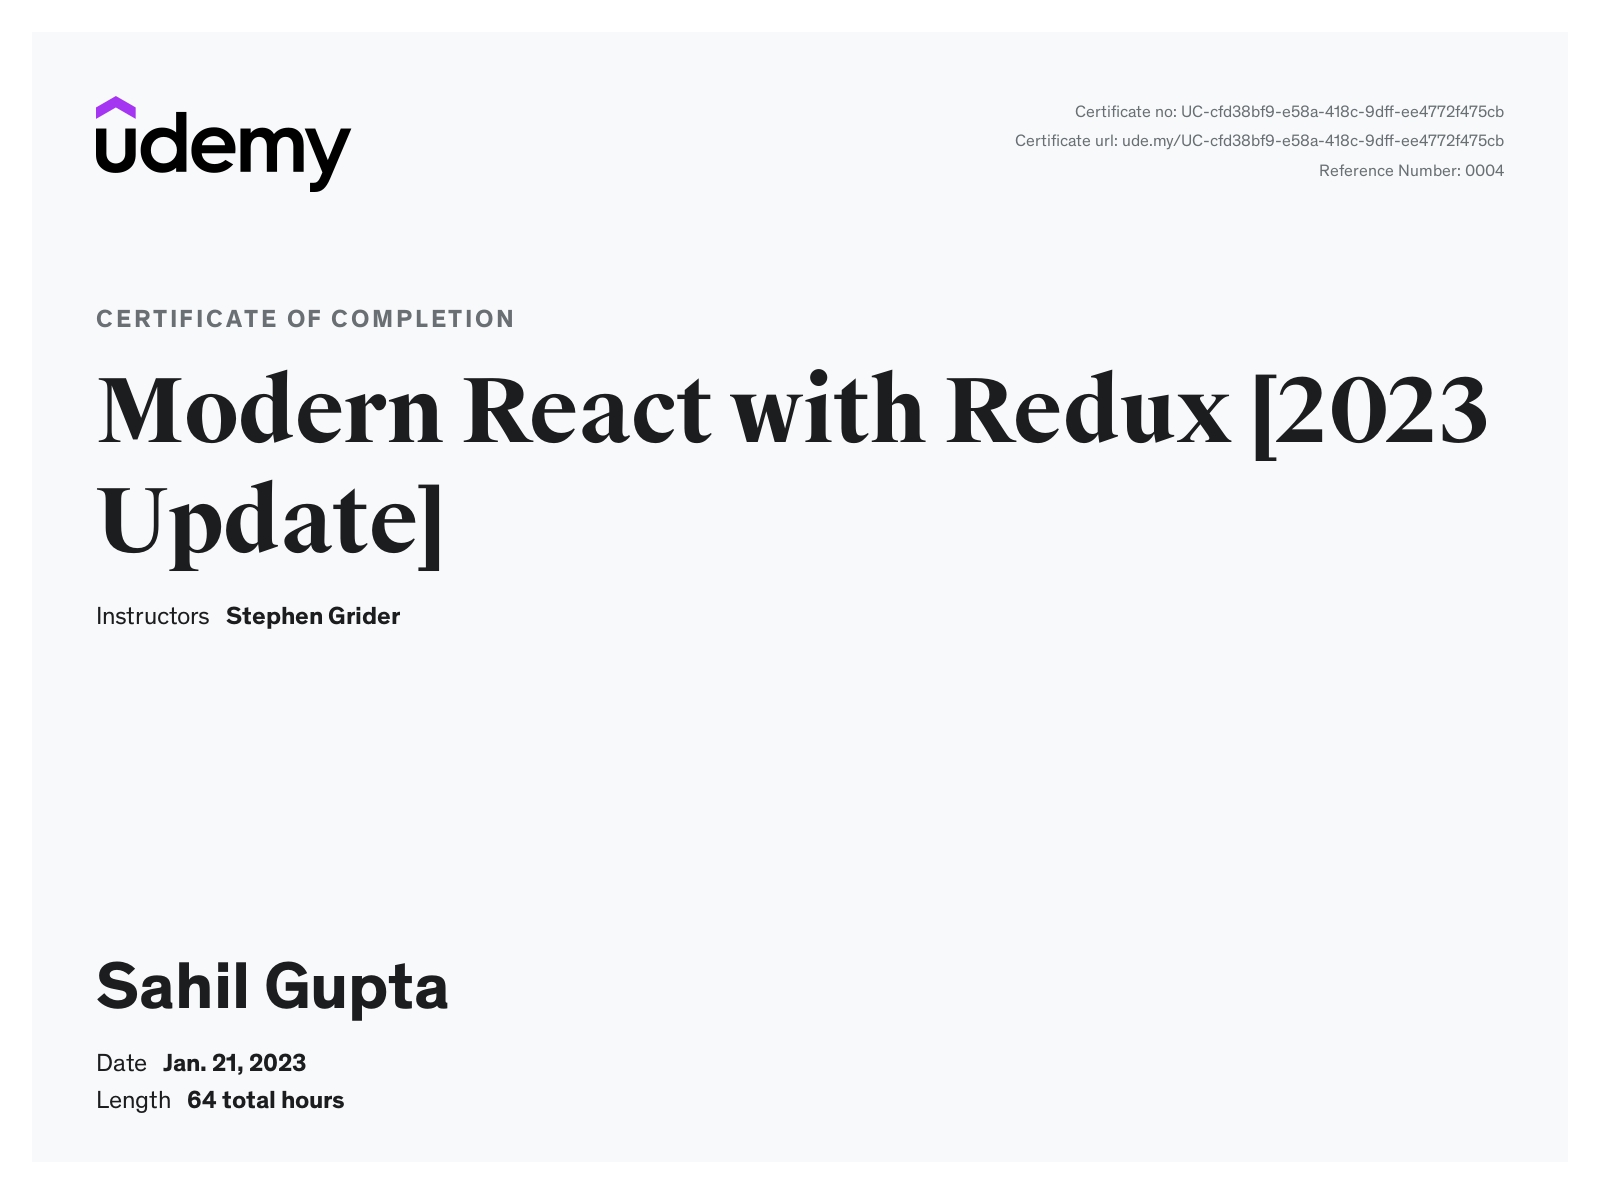 udemy
Certificate no: UC-cfd38bf9-e58a-418c-9dff-ee4772f475cb
Certificate url: ude.my/UC-cfd38bf9-e58a-418c-9dff-ee4772f475cb
Reference Number: 0004
CERTIFICATE OF COMPLETION
Modern React with Redux [2023
Update]
Instructors Stephen Grider
Sahil Gupta
Date Jan. 21, 2023
Length 64 total hours